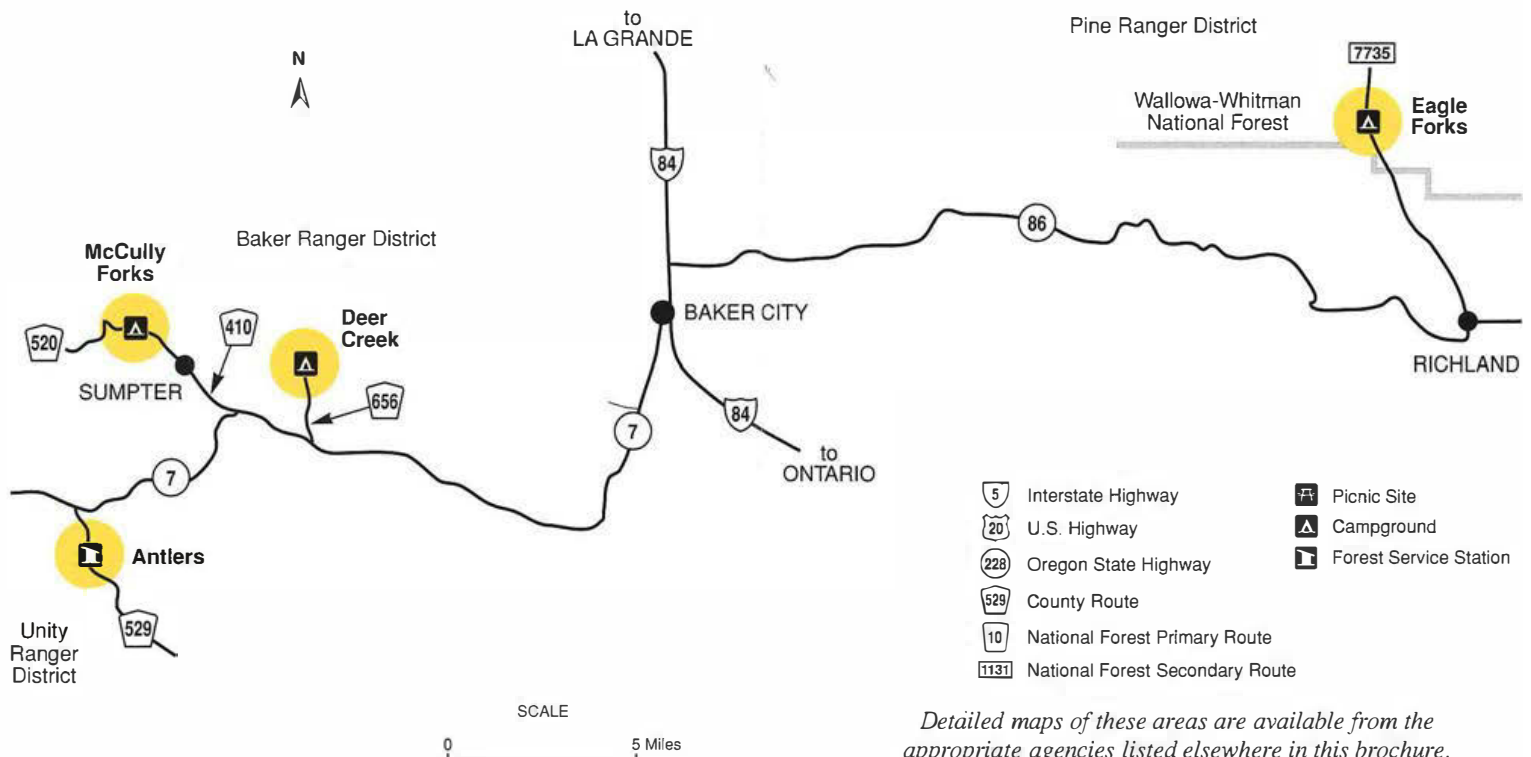 to
LA GRANDE
Pine Ranger District
N
7735
Wallowa-Whitman
National Forest
Eagle
Forks
84
86
Baker Ranger District
McCully
Forks
410
Deer
Creek
BAKER CITY
520
SUMPTER
656
RICHLAND
84
7
to
ONTARIO
7
Antlers
529
Unity
Ranger
District
5 Interstate Highway
20 U.S. Highway
228 Oregon State Highway
529 County Route
10 National Forest Primary Route
1131 National Forest Secondary Route
Picnic Site
Campground
Forest Service Station
SCALE
0 5 Miles
Detailed maps of these areas are available from the
appropriate agencies listed elsewhere in this brochure.